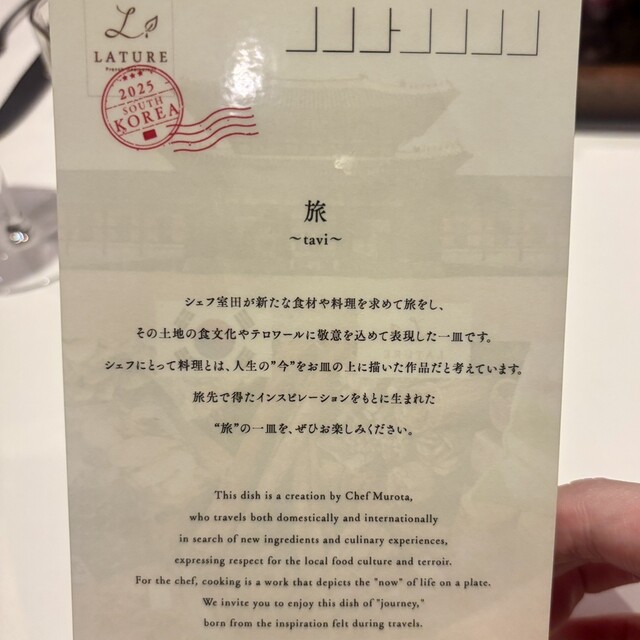 LATURE
2025
SOUTH
KOREA
旅
～tavi～
シェフ室田が新たな食材や料理を求めて旅をし、
その土地の食文化やテロワールに敬意を込めて表現した一皿です。
シェフにとって料理とは、人生の"今"をお皿の上に描いた作品だと考えています。
旅先で得たインスピレーションをもとに生まれた
“旅”の一皿を、ぜひお楽しみください。
This dish is a creation by Chef Murota,
who travels both domestically and internationally
in search of new ingredients and culinary experiences,
expressing respect for the local food culture and terroir.
For the chef, cooking is a work that depicts the "now" of life on a plate.
We invite you to enjoy this dish of "journey,"
born from the inspiration felt during travels.